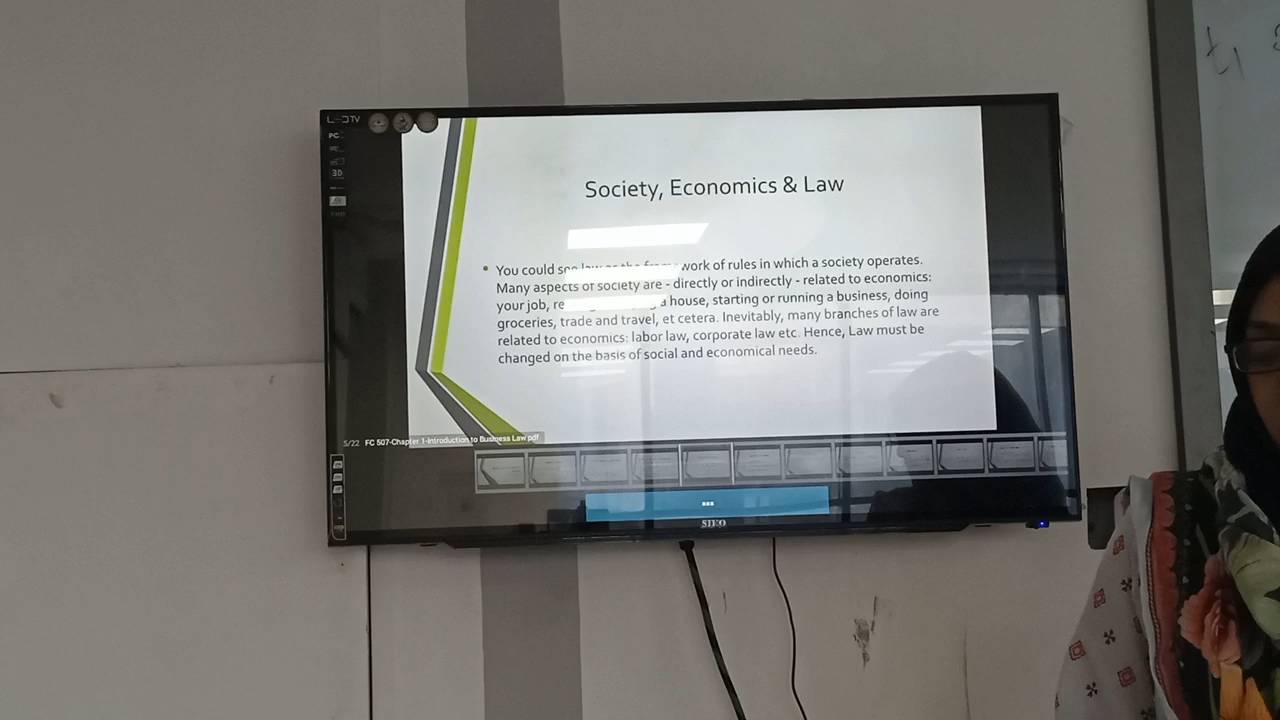 TV
PC
3D
Society, Economics & Law
• You could see law as the framework of rules in which a society operates.
Many aspects of society are - directly or indirectly - related to economics:
your job, a house, starting or running a business, doing
groceries, trade and travel, et cetera. Inevitably, many branches of law are
related to economics: labor law, corporate law etc. Hence, Law must be
changed on the basis of social and economical needs.
5/22 FC 507-Chapter 1-Introduction to Business Law.pdf